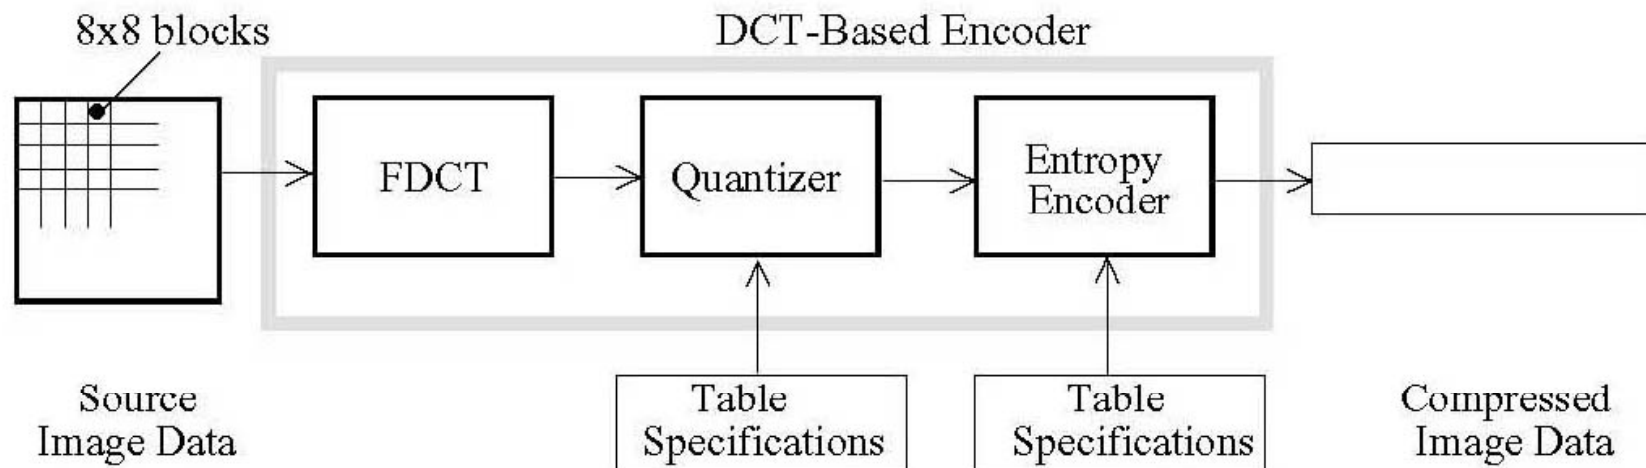 8x8 blocks
DCT-Based Encoder
FDCT
Quantizer
Entropy
Encoder
Source
Image Data
Table
Specifications
Table
Specifications
Compressed
Image Data